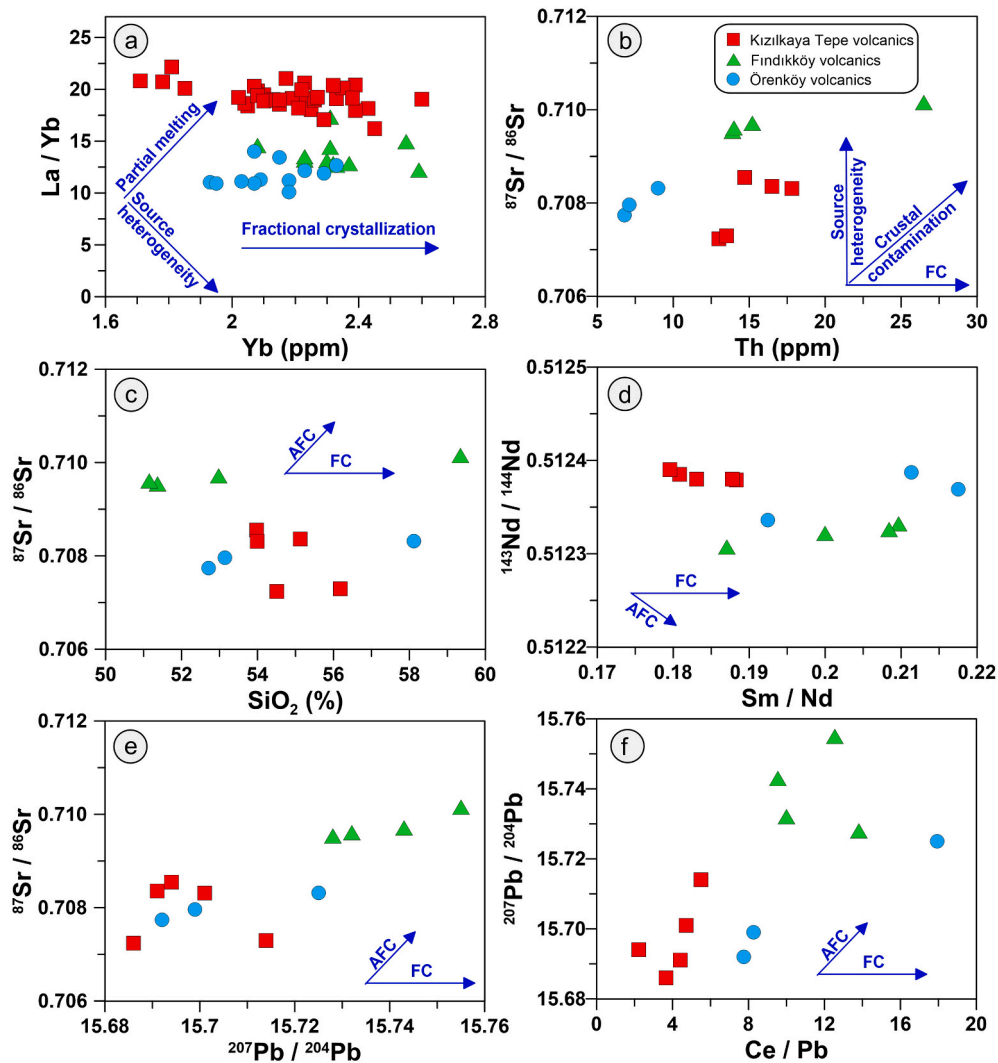 a
25
20
15
10
5
0
La / Yb
Partial melting
Source
heterogeneity
Fractional crystallization
1.6
2
2.4
2.8
Yb (ppm)
b
Kızılkaya Tepe volcanics
Fındıkköy volcanics
Örenköy volcanics
0.712
0.710
0.708
0.706
⁸⁷Sr / ⁸⁶Sr
Source
heterogeneity
Crustal
contamination
FC
5
10
15
20
25
30
Th (ppm)
c
0.712
0.710
0.708
0.706
⁸⁷Sr / ⁸⁶Sr
AFC
FC
50
52
54
56
58
60
SiO₂ (%)
d
0.5125
0.5124
0.5123
0.5122
¹⁴³Nd / ¹⁴⁴Nd
FC
AFC
0.17
0.18
0.19
0.2
0.21
0.22
Sm / Nd
e
0.712
0.710
0.708
0.706
⁸⁷Sr / ⁸⁶Sr
AFC
FC
15.68
15.7
15.72
15.74
15.76
²⁰⁷Pb / ²⁰⁴Pb
f
15.76
15.74
15.72
15.70
15.68
²⁰⁷Pb / ²⁰⁴Pb
AFC
FC
0
4
8
12
16
20
Ce / Pb